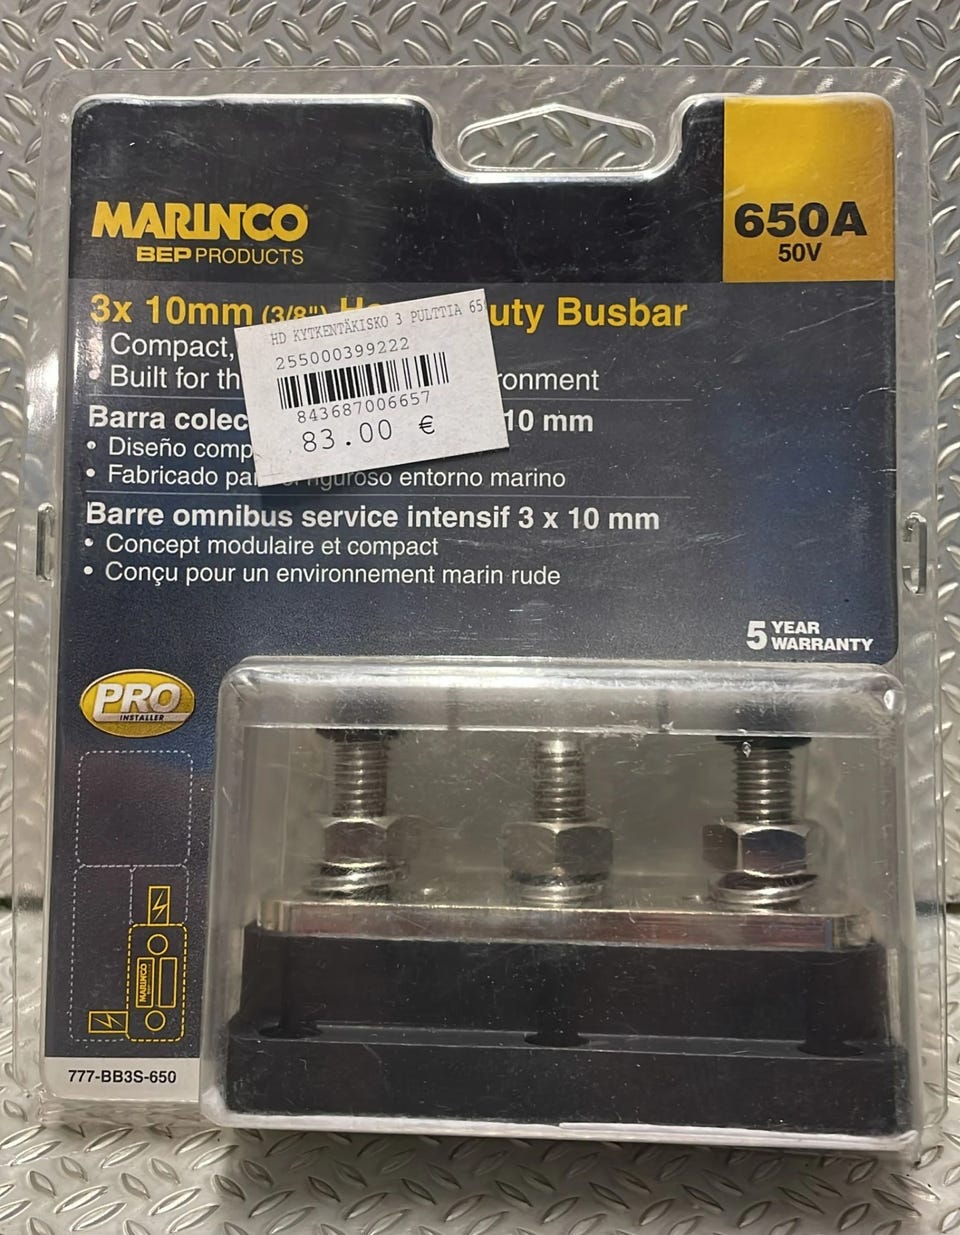 MARINCO®
BEP PRODUCTS
650A
50V
3x 10mm (3/8") uty Busbar
• Compact,
• Built for th ronment
HD KYTKENTÄKISKO 3 PULTTIA 65
255000399222
843687006657
83.00 €
Barra colec 10 mm
• Diseño comp
• Fabricado pa riguroso entorno marino
Barre omnibus service intensif 3 x 10 mm
• Concept modulaire et compact
• Conçu pour un environnement marin rude
5 YEAR
WARRANTY
PRO
INSTALLER
MARINCO
777-BB3S-650